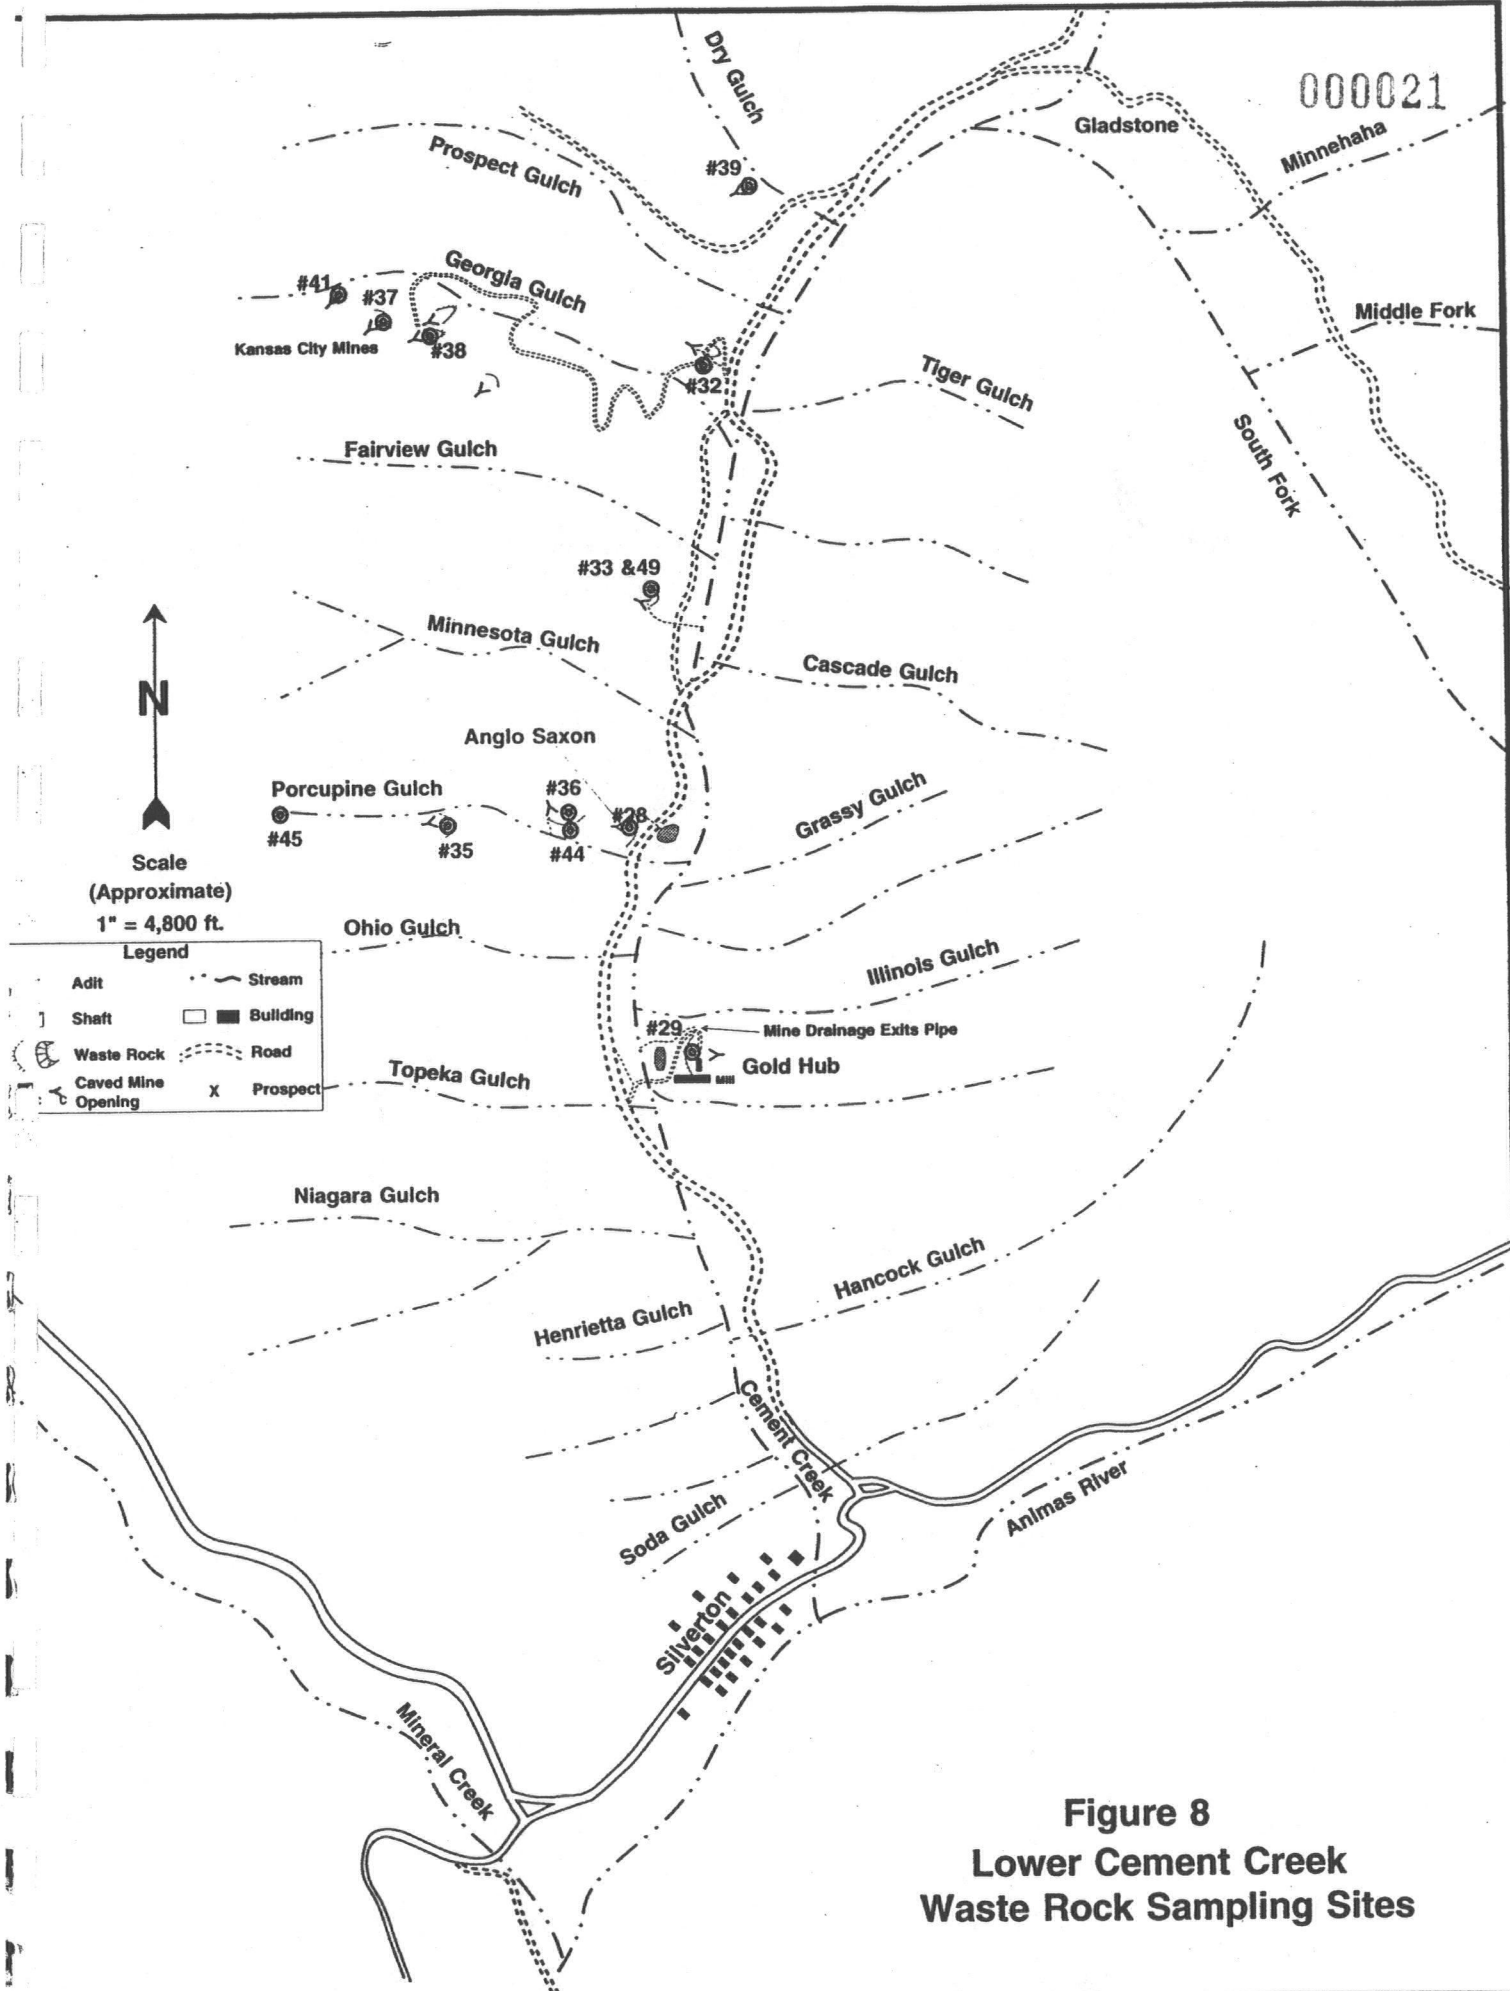 000021
Dry Gulch
Gladstone
Minnehaha
Prospect Gulch
#39
Georgia Gulch
#41
#37
Kansas City Mines
#38
#32
Middle Fork
Tiger Gulch
South Fork
Fairview Gulch
#33 &49
Minnesota Gulch
Cascade Gulch
N
Anglo Saxon
Porcupine Gulch
#36
#28
#45
#35
#44
Grassy Gulch
Scale
(Approximate)
1" = 4,800 ft.
Ohio Gulch
Legend
Adit
Stream
Shaft
Building
Waste Rock
Road
Caved Mine
Opening
X Prospect
Illinois Gulch
#29
Mine Drainage Exits Pipe
Gold Hub
Mill
Topeka Gulch
Niagara Gulch
Hancock Gulch
Henrietta Gulch
Cement Creek
Soda Gulch
Animas River
Silverton
Mineral Creek
Figure 8
Lower Cement Creek
Waste Rock Sampling Sites